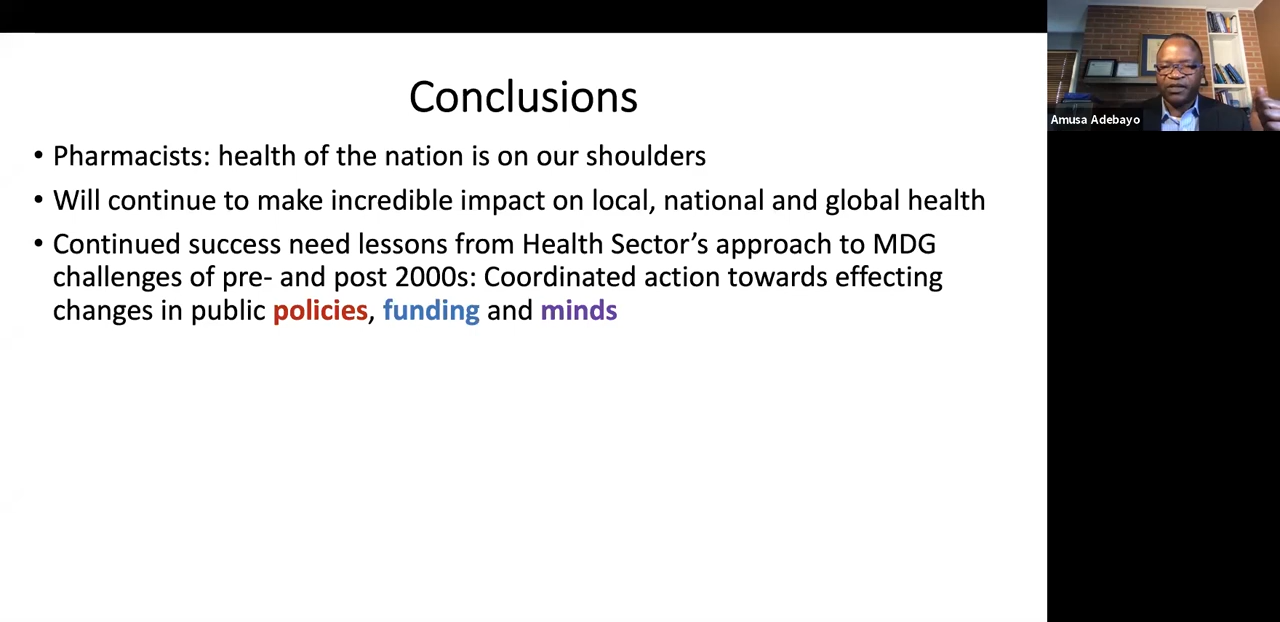 Conclusions
• Pharmacists: health of the nation is on our shoulders
• Will continue to make incredible impact on local, national and global health
• Continued success need lessons from Health Sector’s approach to MDG
challenges of pre- and post 2000s: Coordinated action towards effecting
changes in public policies, funding and minds
Amusa Adebayo